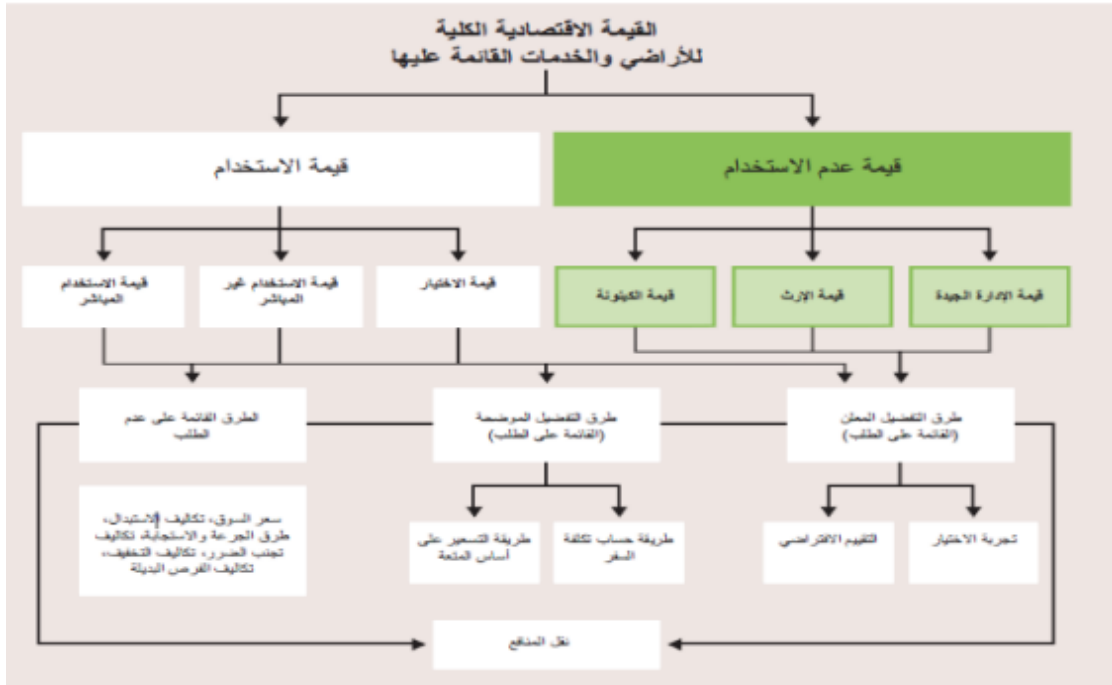 القيمة الاقتصادية الكلية
للأراضي والخدمات القائمة عليها
قيمة عدم الاستخدام
قيمة الاستخدام
قيمة الإدارة الجيدة
قيمة الإرث
قيمة الكينونة
قيمة الاختيار
قيمة الاستخدام غير
المباشر
قيمة الاستخدام
المباشر
طرق التفضيل المعلن
(القائمة على الطلب)
طرق التفضيل الموضحة
(القائمة على الطلب)
الطرق القائمة على عدم
الطلب
تجربة الاختيار
التقييم الافتراضي
طريقة حساب تكلفة
السفر
طريقة التسعير على
أساس المتعة
سعر السوق، تكاليف الاستبدال،
طرق الجرعة والاستجابة، تكاليف
تجنب الضرر، تكاليف التخفيف،
تكاليف الفرص البديلة
نقل المنافع